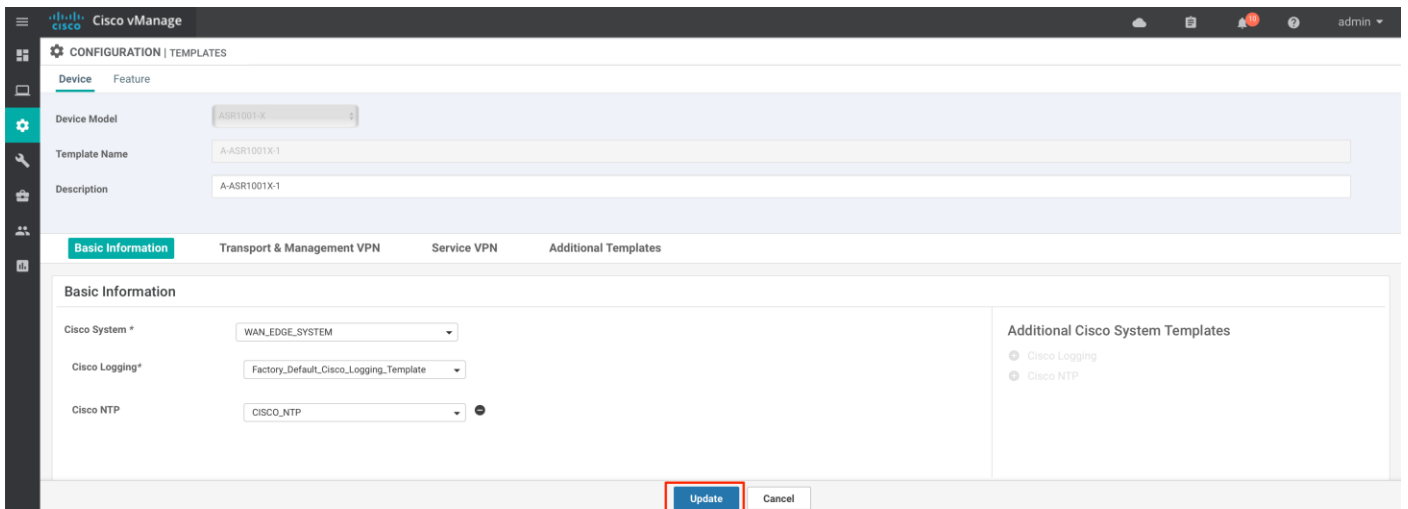 cisco Cisco vManage 10 admin
CONFIGURATION | TEMPLATES
Device Feature
Device Model ASR1001-X
Template Name A-ASR1001X-1
Description A-ASR1001X-1
Basic Information Transport & Management VPN Service VPN Additional Templates
Basic Information
Cisco System * WAN_EDGE_SYSTEM
Additional Cisco System Templates
Cisco Logging* Factory_Default_Cisco_Logging_Template
Cisco Logging
Cisco NTP
Cisco NTP CISCO_NTP
Update Cancel